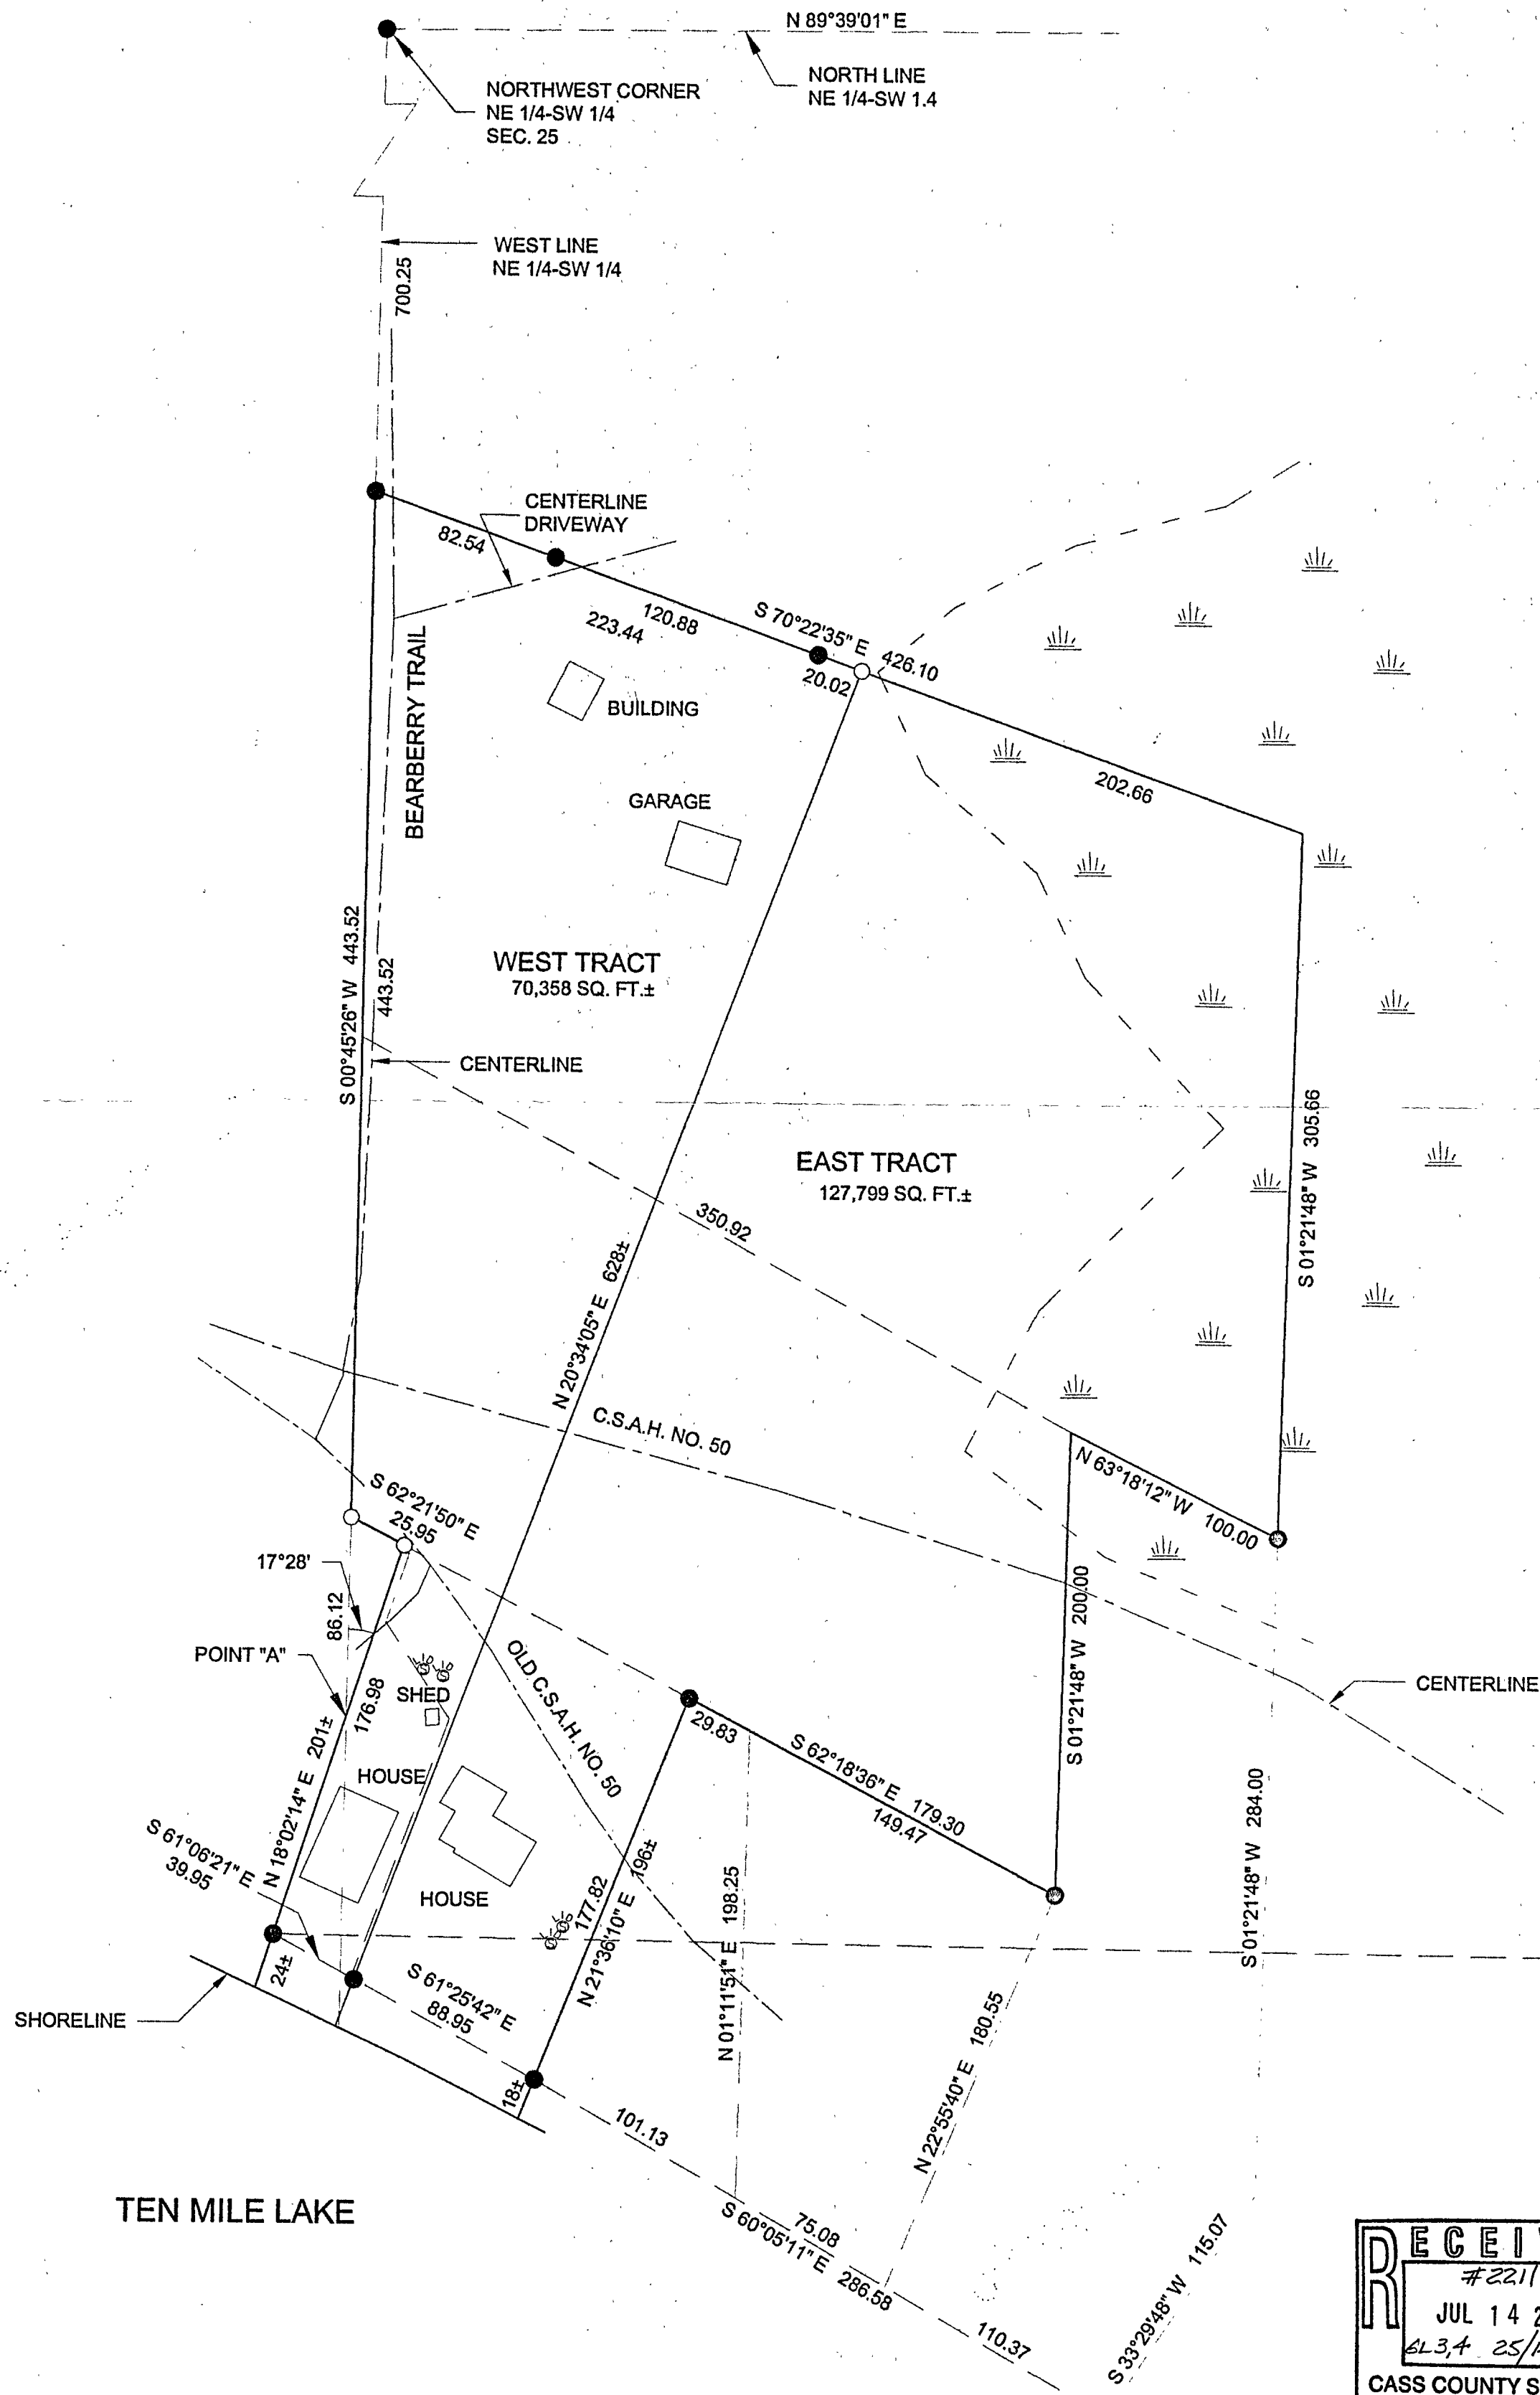 N 89°39'01" E
NORTHWEST CORNER
NE 1/4-SW 1/4
SEC. 25
NORTH LINE
NE 1/4-SW 1.4
WEST LINE
NE 1/4-SW 1/4
700.25
CENTERLINE
DRIVEWAY
82.54
120.88
223.44
S 70°22'35" E 426.10
20.02
BUILDING
BEARBERRY TRAIL
202.66
GARAGE
S 00°45'26" W 443.52
443.52
WEST TRACT
70,358 SQ. FT.±
CENTERLINE
EAST TRACT
127,799 SQ. FT.±
S 01°21'48" W 305.66
350.92
N 20°34'05" E 628±
C.S.A.H. NO. 50
N 63°18'12" W 100.00
S 62°21'50" E
25.95
17°28'
86.12
S 01°21'48" W 200.00
POINT "A"
176.98
SHED
OLD C.S.A.H. NO. 50
CENTERLINE
29.83
S 62°18'36" E 179.30
149.47
HOUSE
N 18°02'14" E 201±
S 61°06'21" E
39.95
HOUSE
177.82
N 21°36'10" E 196±
N 01°11'51" E 198.25
S 01°21'48" W 284.00
24±
S 61°25'42" E
88.95
SHORELINE
18±
N 22°55'40" E 180.55
101.13
TEN MILE LAKE
75.08
S 60°05'11" E 286.58
110.37
S 33°29'48" W 115.07
RECEI
#2211
JUL 14 2
GL3,4 25/1
CASS COUNTY S